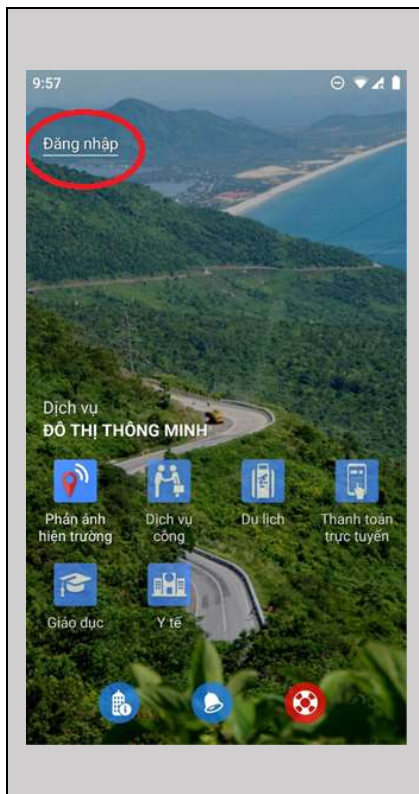 9:57
Đăng nhập
Dịch vụ
ĐÔ THỊ THÔNG MINH
Phản ánh
hiện trường
Dịch vụ
công
Du lịch
Thanh toán
trực tuyến
Giáo dục
Y tế